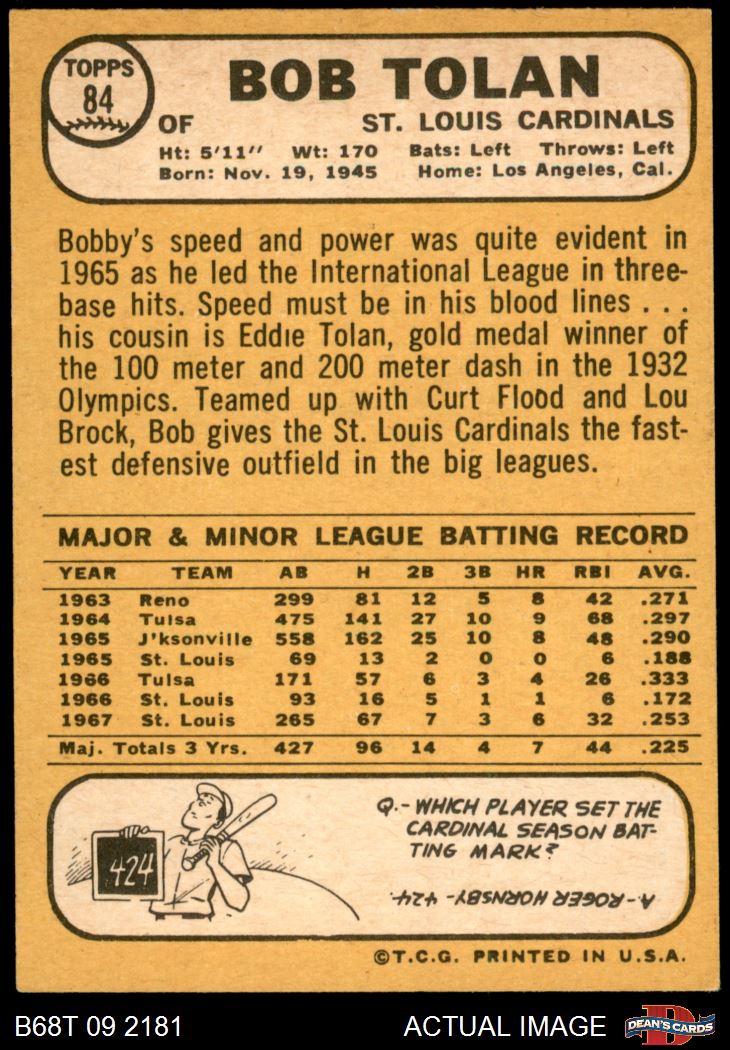 TOPPS
84
BOB TOLAN
OF ST. LOUIS CARDINALS
Ht: 5'11" Wt: 170 Bats: Left Throws: Left
Born: Nov. 19, 1945 Home: Los Angeles, Cal.
Bobby's speed and power was quite evident in
1965 as he led the International League in three-
base hits. Speed must be in his blood lines . . .
his cousin is Eddie Tolan, gold medal winner of
the 100 meter and 200 meter dash in the 1932
Olympics. Teamed up with Curt Flood and Lou
Brock, Bob gives the St. Louis Cardinals the fast-
est defensive outfield in the big leagues.
MAJOR & MINOR LEAGUE BATTING RECORD
YEAR TEAM AB H 2B 3B HR RBI AVG.
1963 Reno 299 81 12 5 8 42 .271
1964 Tulsa 475 141 27 10 9 68 .297
1965 J'ksonville 558 162 25 10 8 48 .290
1965 St. Louis 69 13 2 0 0 6 .188
1966 Tulsa 171 57 6 3 4 26 .333
1966 St. Louis 93 16 5 1 1 6 .172
1967 St. Louis 265 67 7 3 6 32 .253
Maj. Totals 3 Yrs. 427 96 14 4 7 44 .225
424
Q.- WHICH PLAYER SET THE
CARDINAL SEASON BAT-
TING MARK?
A- ROGER HORNSBY- 424.
©T.C.G. PRINTED IN U.S.A.
B68T 09 2181 ACTUAL IMAGE
D
DEAN'S CARDS